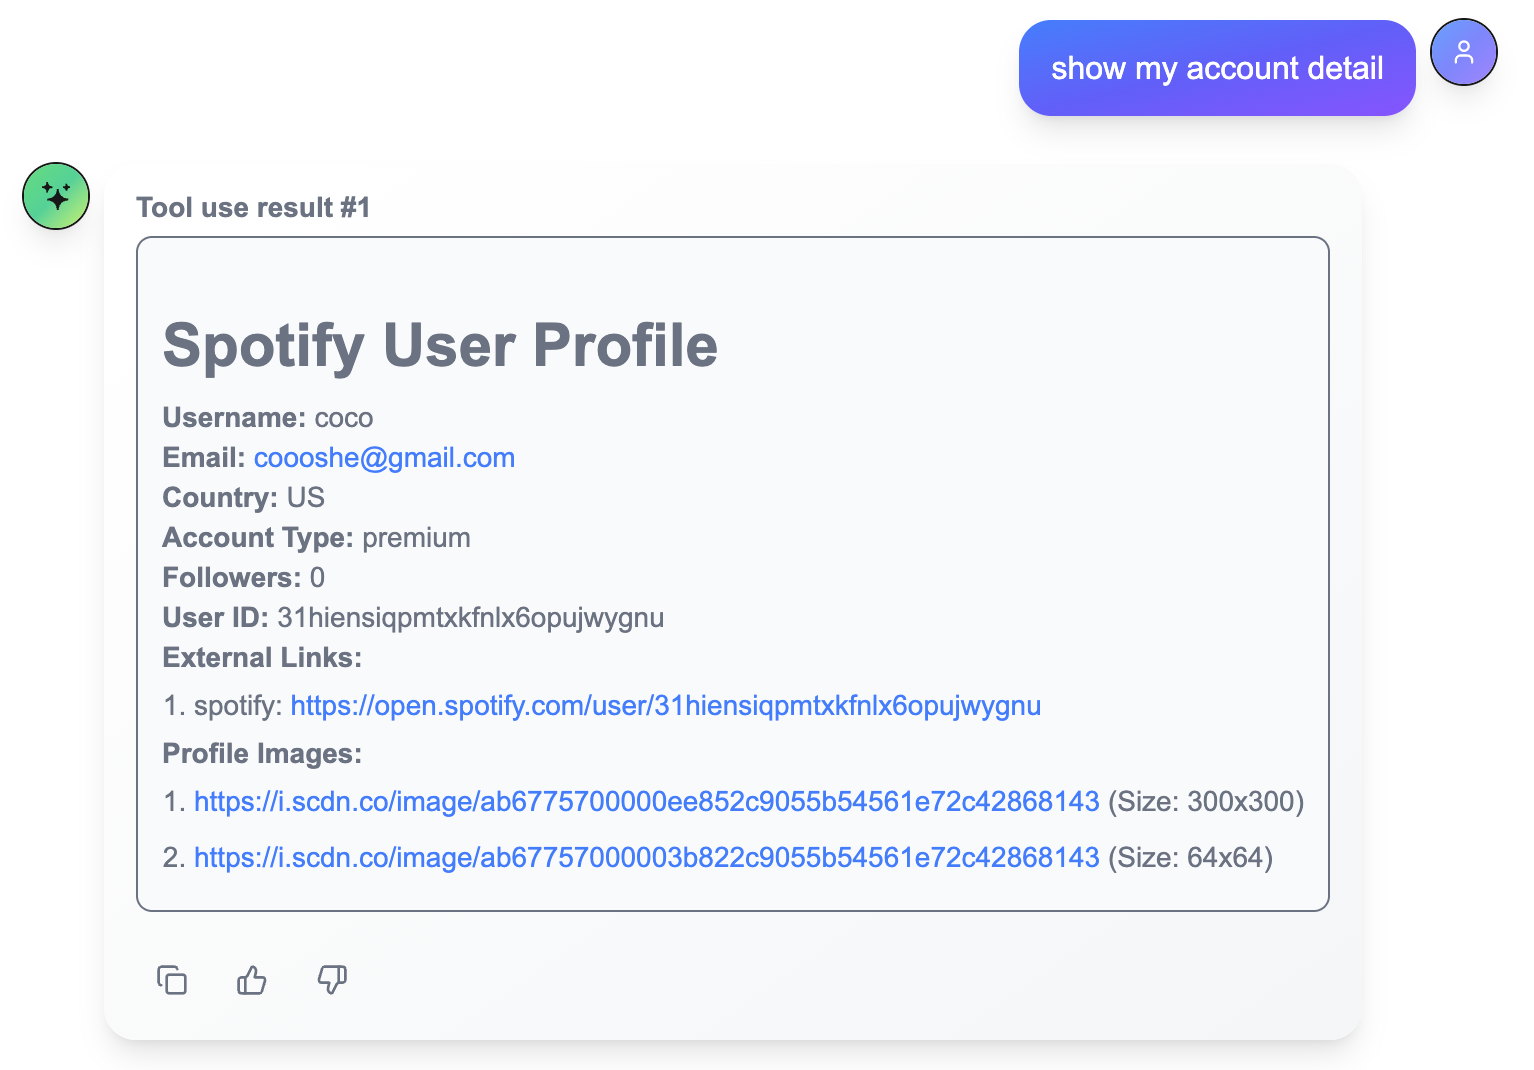 show my account detail
Tool use result #1
Spotify User Profile
Username: coco
Email: coooshe@gmail.com
Country: US
Account Type: premium
Followers: 0
User ID: 31hiensiqpmtxkfnlx6opujwygnu
External Links:
1. spotify: https://open.spotify.com/user/31hiensiqpmtxkfnlx6opujwygnu
Profile Images:
1. https://i.scdn.co/image/ab6775700000ee852c9055b54561e72c42868143 (Size: 300x300)
2. https://i.scdn.co/image/ab67757000003b822c9055b54561e72c42868143 (Size: 64x64)